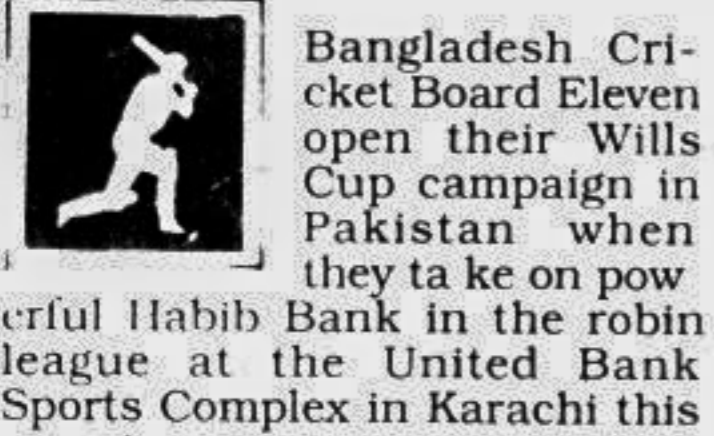 Bangladesh Cri-
cket Board Eleven
open their Wills
Cup campaign in
Pakistan when
they ta ke on pow
erful Habib Bank in the robin
league at the United Bank
Sports Complex in Karachi this